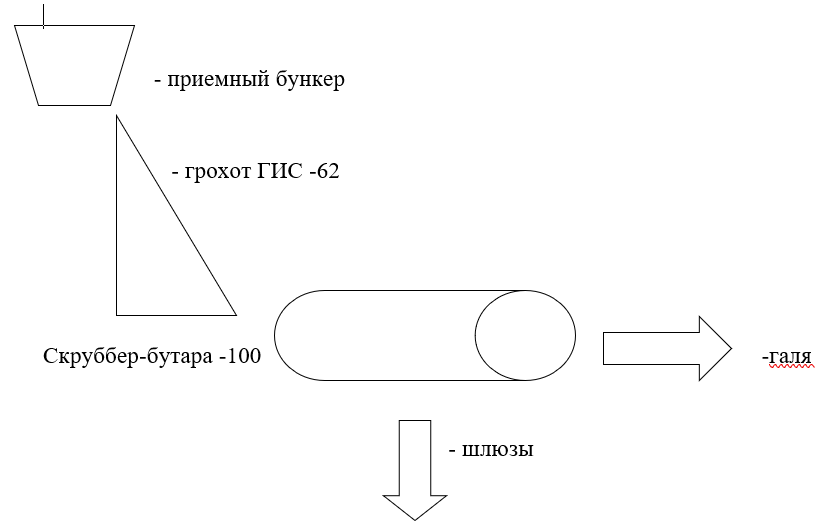 - приемный бункер
- грохот ГИС -62
Скруббер-бутара -100
-галя
- шлюзы